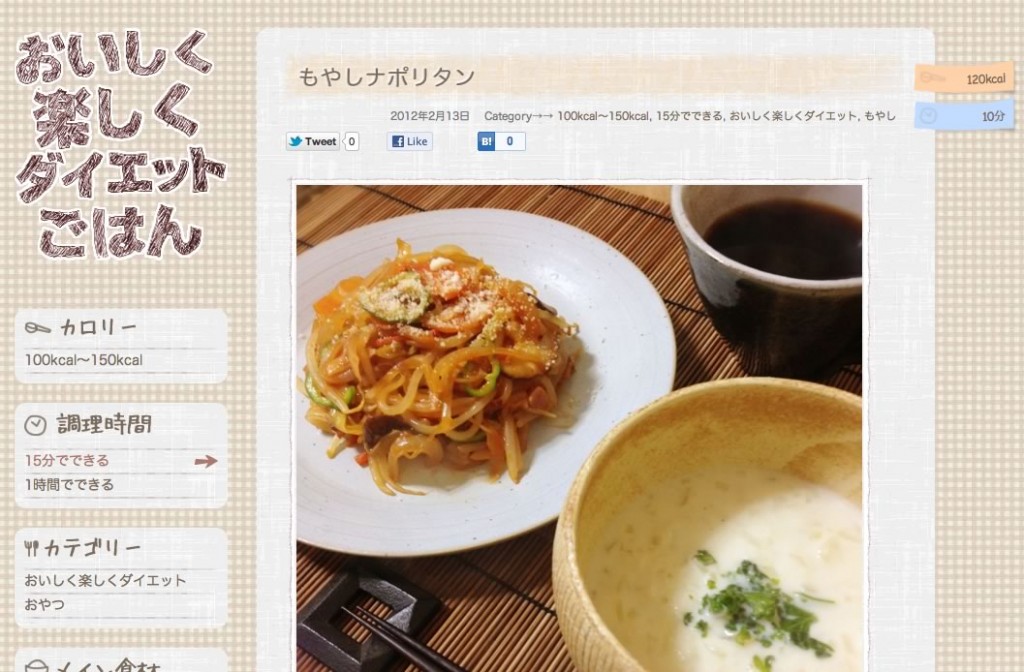 おいしく
楽しく
ダイエット
ごはん
カロリー
100kcal〜150kcal
調理時間
15分でできる
1時間でできる
カテゴリー
おいしく楽しくダイエット
おやつ
メイン食材
もやしナポリタン
2012年2月13日 Category→→ 100kcal〜150kcal, 15分でできる, おいしく楽しくダイエット, もやし
Tweet 0 Like B! 0
120kcal
10分